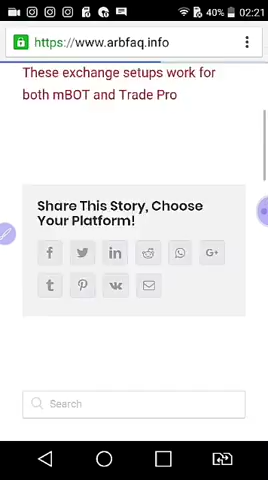 40% 02:21
https://www.arbfaq.info
These exchange setups work for
both mBOT and Trade Pro
Share This Story, Choose
Your Platform!
Search